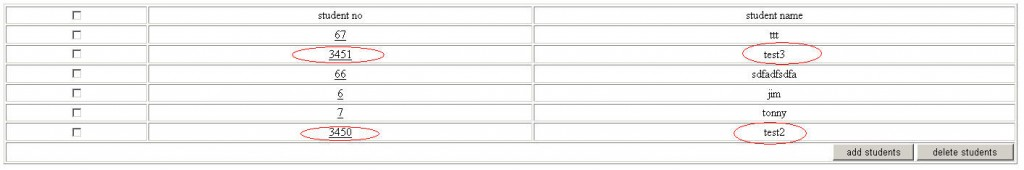 student no student name
67 ttt
3451 test3
66 sdfadfsdfa
6 jim
7 tonny
3450 test2
add students delete students